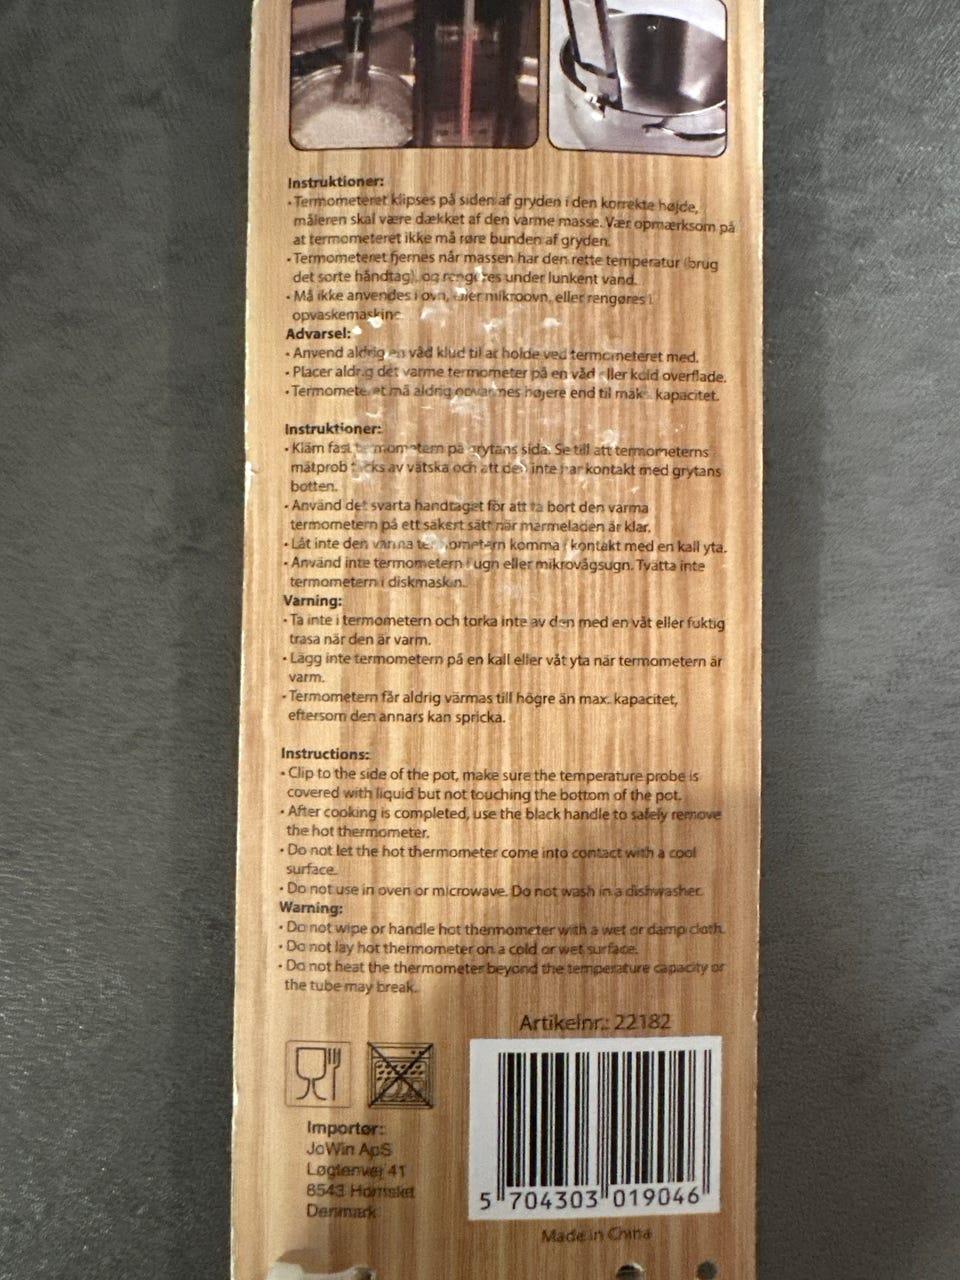 Instruktioner:
• Termometeret klipses på siden af gryden i den korrekte højde,
måleren skal være dækket af den varme masse. Vær opmærksom på
at termometeret ikke må røre bunden af gryden.
• Termometeret fjernes når massen har den rette temperatur (brug
det sorte håndtag), og rengøres under lunkent vand.
• Må ikke anvendes i ovn, eller mikroovn, eller rengøres i
opvaskemaskine.
Advarsel:
• Anvend aldrig en våd klud til at holde ved termometeret med.
• Placer aldrig det varme termometer på en våd eller kold overflade.
• Termometeret må aldrig opvarmes højere end til maks. kapacitet.
Instruktioner:
• Kläm fast termometern på grytans sida. Se till att termometerns
mätprob täcks av vätska och att den inte har kontakt med grytans
botten.
• Använd det svarta handtaget för att ta bort den varma
termometern på ett säkert sätt när marmeladen är klar.
• Låt inte den varma termometern komma i kontakt med en kall yta.
• Använd inte termometern i ugn eller mikrovågsugn. Tvätta inte
termometern i diskmaskin.
Varning:
• Ta inte i termometern och torka inte av den med en våt eller fuktig
trasa när den är varm.
• Lägg inte termometern på en kall eller våt yta när termometern är
varm.
• Termometern får aldrig värmas till högre än max. kapacitet,
eftersom den annars kan spricka.
Instructions:
• Clip to the side of the pot, make sure the temperature probe is
covered with liquid but not touching the bottom of the pot.
• After cooking is completed, use the black handle to safely remove
the hot thermometer.
• Do not let the hot thermometer come into contact with a cool
surface.
• Do not use in oven or microwave. Do not wash in a dishwasher.
Warning:
• Do not wipe or handle hot thermometer with a wet or damp cloth.
• Do not lay hot thermometer on a cold or wet surface.
• Do not heat the thermometer beyond the temperature capacity or
the tube may break.
Artikelnr.: 22182
Importør:
JoWin ApS
Løgtenvej 41
8543 Hornslet
Denmark
5 704303 019046
Made in China